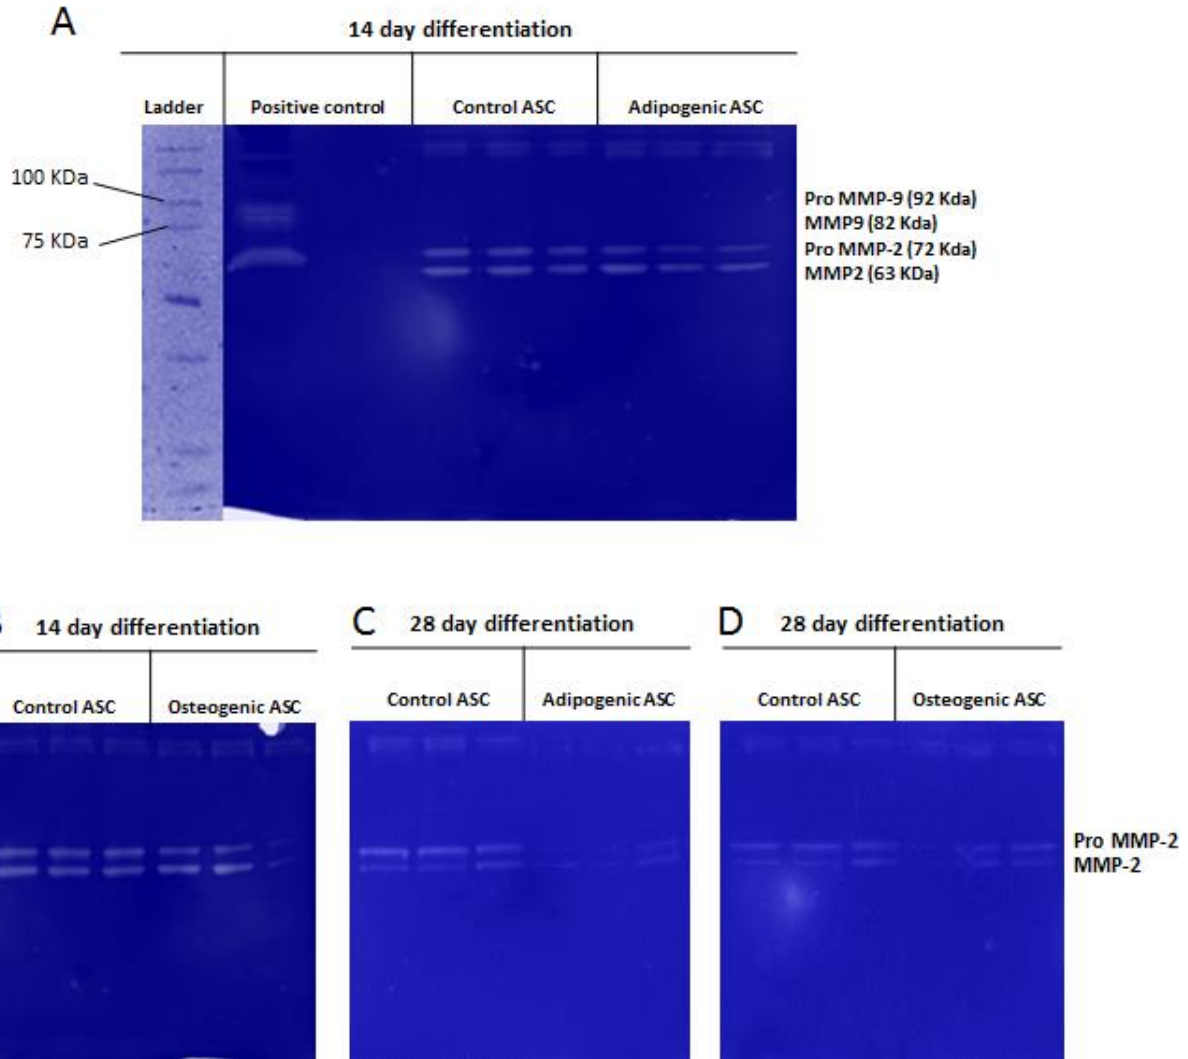 A
14 day differentiation
Ladder
Positive control
Control ASC
Adipogenic ASC
100 KDa
75 KDa
Pro MMP-9 (92 Kda)
MMP9 (82 Kda)
Pro MMP-2 (72 Kda)
MMP2 (63 KDa)
14 day differentiation
Control ASC
Osteogenic ASC
C
28 day differentiation
Control ASC
Adipogenic ASC
D
28 day differentiation
Control ASC
Osteogenic ASC
Pro MMP-2
MMP-2